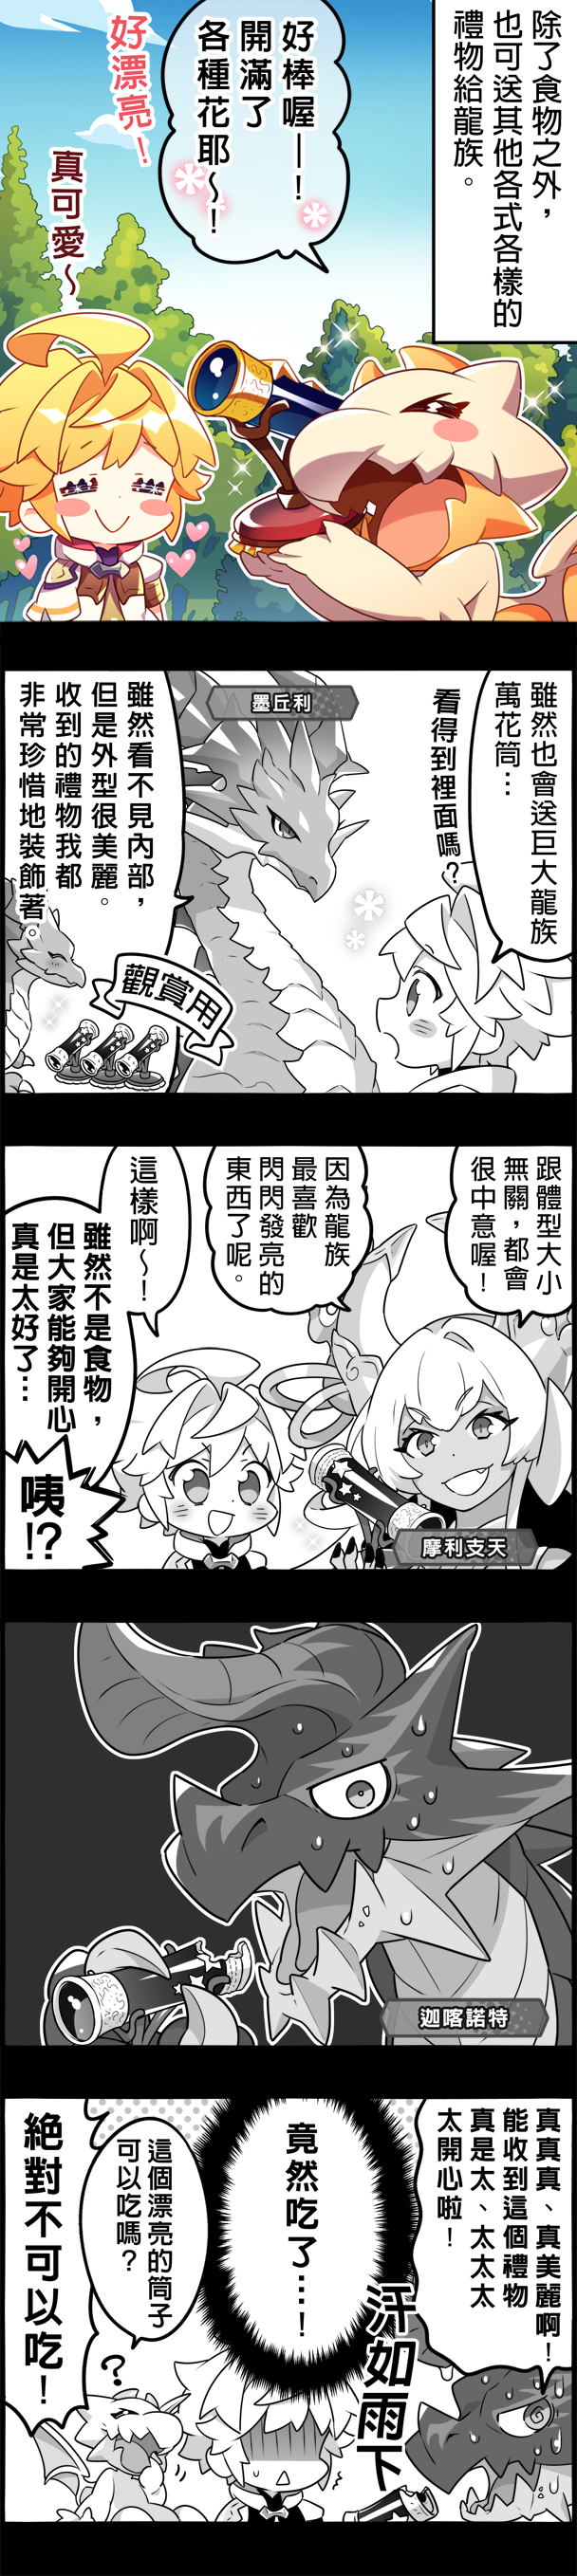 除了食物之外，
也可送其他各式各樣的
禮物給龍族。
好棒喔—！
開滿了
各種花耶～！
好漂亮！
真可愛～
雖然也會送巨大龍族
萬花筒…
看得到裡面嗎？
墨丘利
雖然看不見內部，
但是外型很美麗。
收到的禮物我都
非常珍惜地裝飾著。
觀賞用
跟體型大小
無關，都會
很中意喔！
因為龍族
最喜歡
閃閃發亮的
東西了呢。
摩利支天
這樣啊～！
雖然不是食物，
但大家能夠開心
真是太好了…
咦!?
迦喀諾特
真真真、真美麗啊！
能收到這個禮物
真是太、太太太
太開心啦！
汗如雨下
竟然吃了…！
這個漂亮的筒子
可以吃嗎？
？
絕對不可以吃！